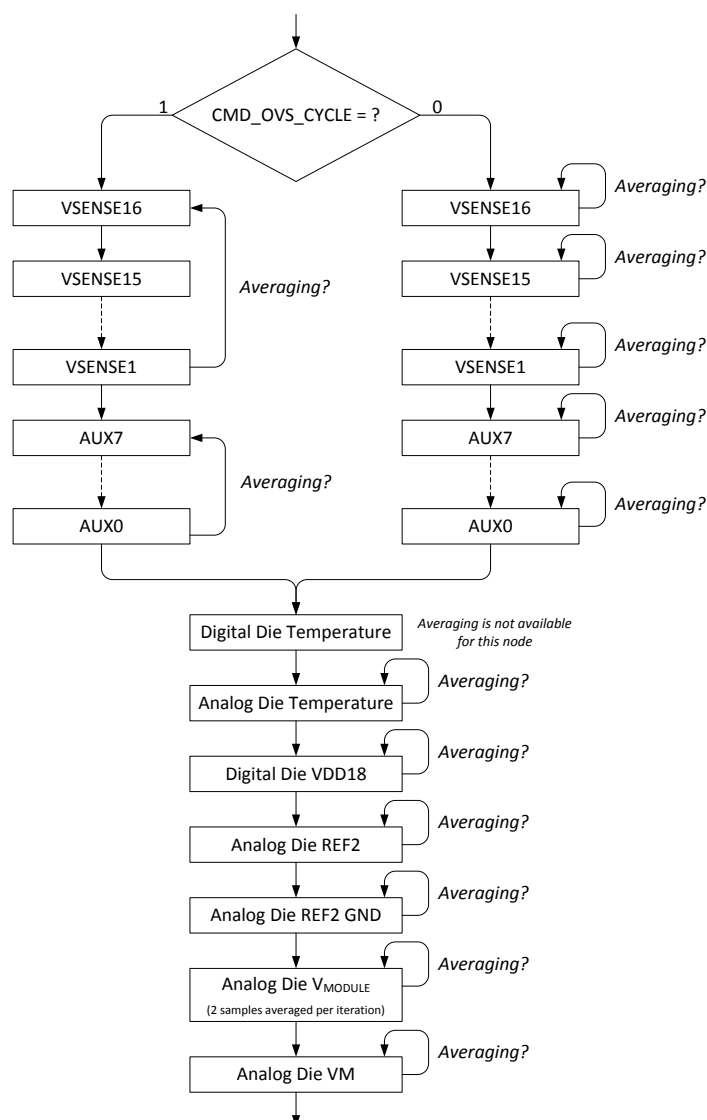 CMD_OVS_CYCLE = ?
1
0
VSENSE16
VSENSE15
Averaging?
VSENSE1
AUX7
Averaging?
AUX0
VSENSE16
Averaging?
VSENSE15
Averaging?
VSENSE1
Averaging?
AUX7
Averaging?
AUX0
Averaging?
Digital Die Temperature
Averaging is not available
for this node
Analog Die Temperature
Averaging?
Digital Die VDD18
Averaging?
Analog Die REF2
Averaging?
Analog Die REF2 GND
Averaging?
Analog Die VMODULE
(2 samples averaged per iteration)
Averaging?
Analog Die VM
Averaging?